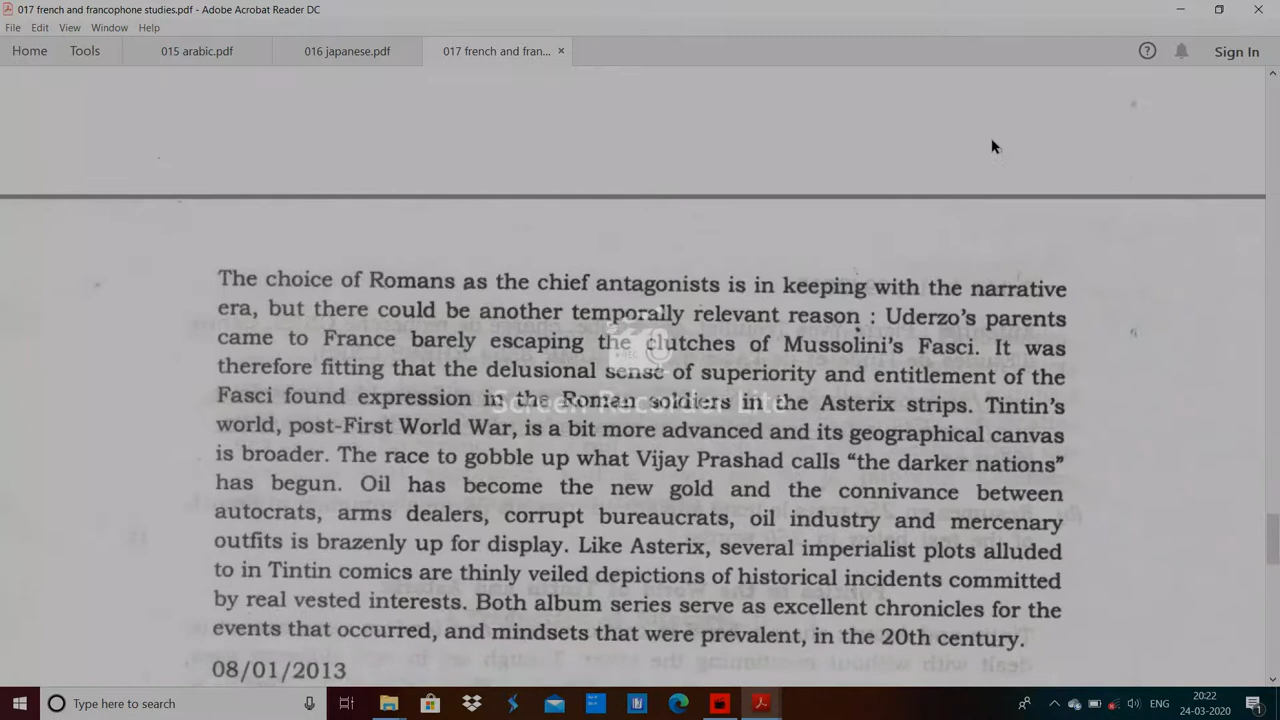 017 french and francophone studies.pdf - Adobe Acrobat Reader DC
File Edit View Window Help
Home Tools 015 arabic.pdf 016 japanese.pdf 017 french and fran... × Sign In
The choice of Romans as the chief antagonists is in keeping with the narrative
era, but there could be another temporally relevant reason : Uderzo's parents
came to France barely escaping the clutches of Mussolini's Fasci. It was
therefore fitting that the delusional sense of superiority and entitlement of the
Fasci found expression in the Roman soldiers in the Asterix strips. Tintin's
world, post-First World War, is a bit more advanced and its geographical canvas
is broader. The race to gobble up what Vijay Prashad calls "the darker nations"
has begun. Oil has become the new gold and the connivance between
autocrats, arms dealers, corrupt bureaucrats, oil industry and mercenary
outfits is brazenly up for display. Like Asterix, several imperialist plots alluded
to in Tintin comics are thinly veiled depictions of historical incidents committed
by real vested interests. Both album series serve as excellent chronicles for the
events that occurred, and mindsets that were prevalent, in the 20th century.
08/01/2013
REC
Screen Recorder Lite
Type here to search
ENG
20:22
24-03-2020
1